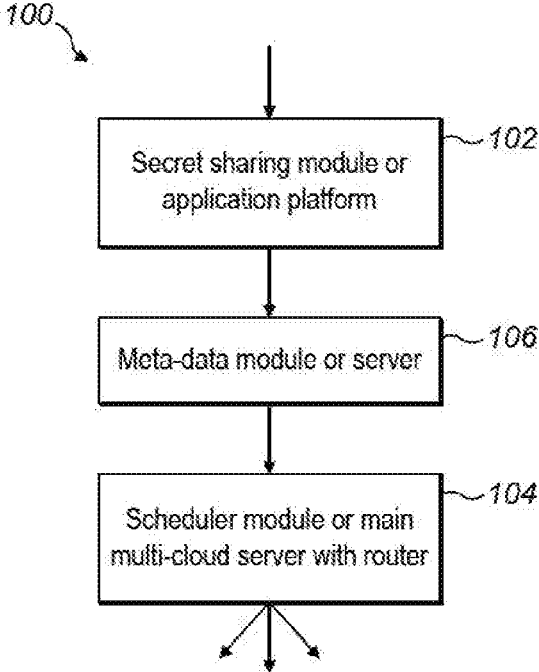 100
102
Secret sharing module or
application platform
106
Meta-data module or server
104
Scheduler module or main
multi-cloud server with router